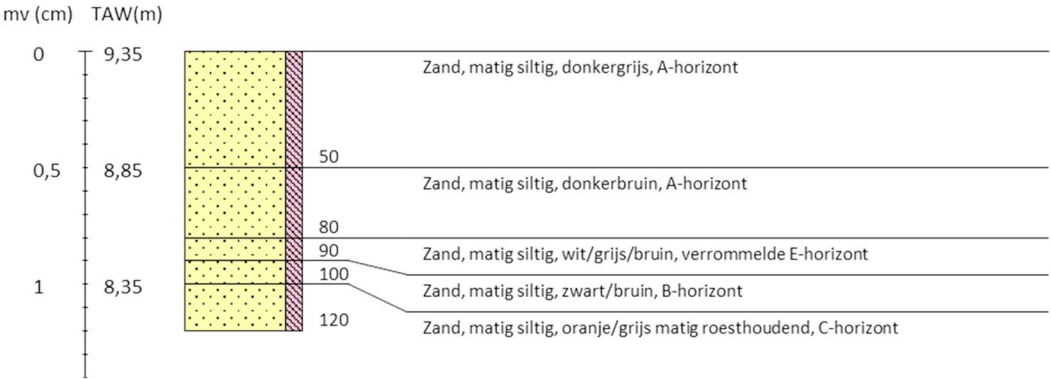 mv (cm) TAW(m)
0 9,35
Zand, matig siltig, donkergrijs, A-horizont
50
0,5 8,85
Zand, matig siltig, donkerbruin, A-horizont
80
90
Zand, matig siltig, wit/grijs/bruin, verrommelde E-horizont
100
1 8,35
Zand, matig siltig, zwart/bruin, B-horizont
120
Zand, matig siltig, oranje/grijs matig roesthoudend, C-horizont